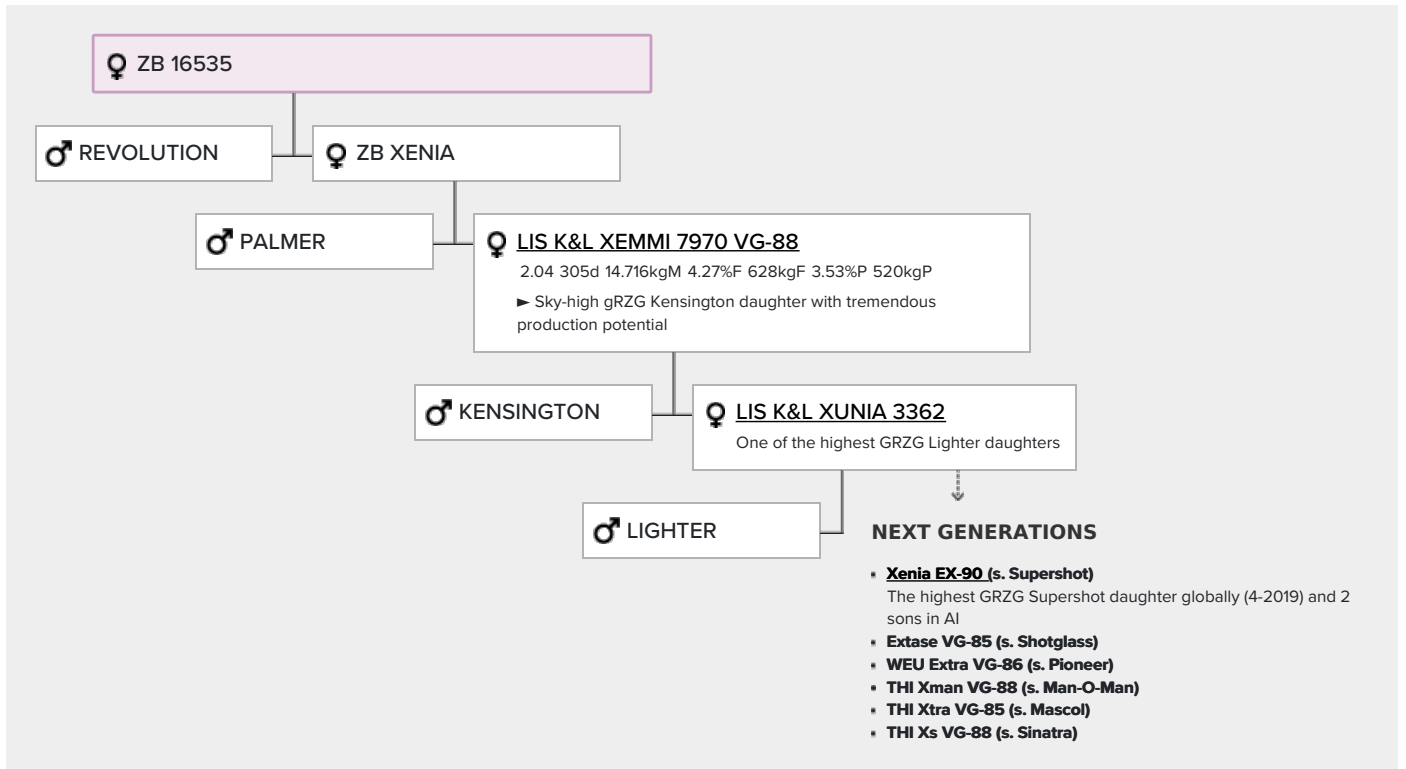 ZB 16535
REVOLUTION
ZB XENIA
PALMER
LIS K&L XEMMI 7970 VG-88
2.04 305d 14.716kgM 4.27%F 628kgF 3.53%P 520kgP
► Sky-high gRZG Kensington daughter with tremendous
production potential
KENSINGTON
LIS K&L XUNIA 3362
One of the highest GRZG Lighter daughters
LIGHTER
NEXT GENERATIONS
Xenia EX-90 (s. Supershot)
The highest GRZG Supershot daughter globally (4-2019) and 2
sons in AI
Extase VG-85 (s. Shotglass)
WEU Extra VG-86 (s. Pioneer)
THI Xman VG-88 (s. Man-O-Man)
THI Xtra VG-85 (s. Mascol)
THI Xs VG-88 (s. Sinatra)